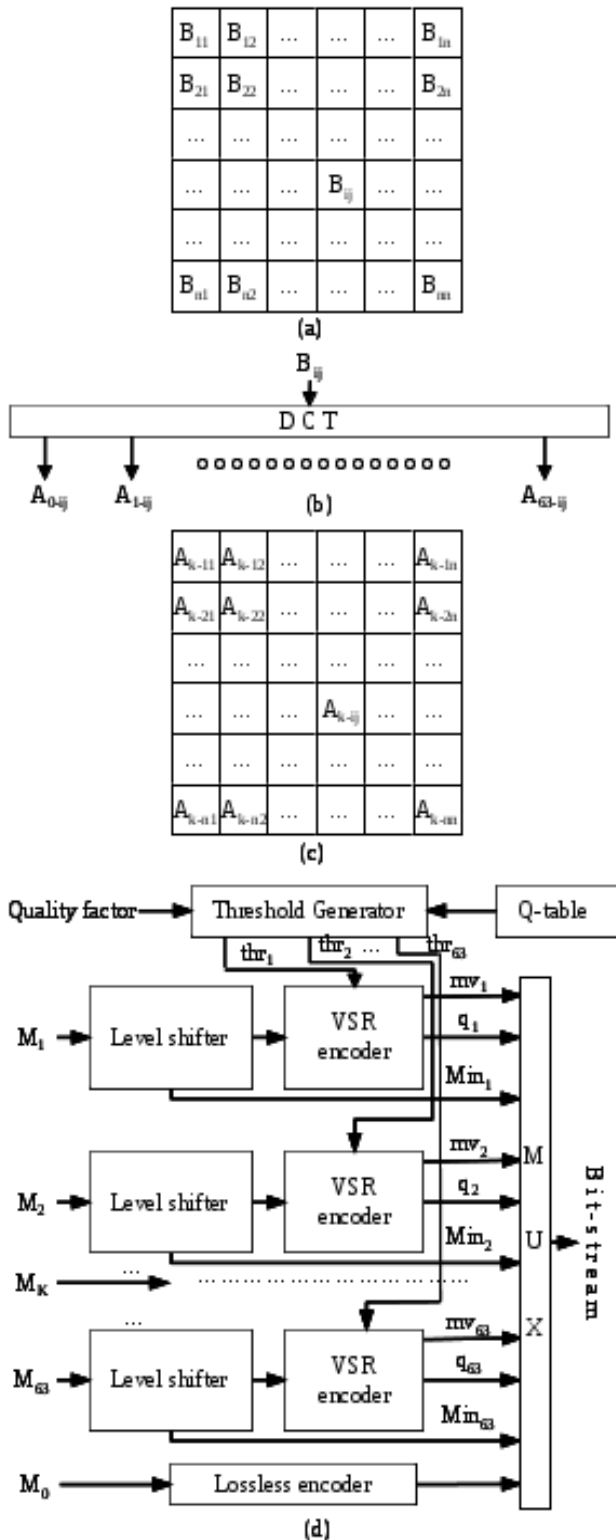 B11 B12 ... ... ... B1n
B21 B22 ... ... ... B2n
... ... ... ... ... ...
... ... ... Bij ... ...
... ... ... ... ... ...
Bn1 Bn2 ... ... ... Bnn
(a)
Bij
D C T
A0-ij A1-ij A63-ij
(b)
Ak-11 Ak-12 ... ... ... Ak-1n
Ak-21 Ak-22 ... ... ... Ak-2n
... ... ... ... ... ...
... ... ... Ak-ij ... ...
... ... ... ... ... ...
Ak-n1 Ak-n2 ... ... ... Ak-nn
(c)
Quality factor Threshold Generator Q-table
thr1 thr2 ... thr63
M1 Level shifter VSR encoder mv1
q1
Min1
M2 Level shifter VSR encoder mv2
q2
Min2
MK ... ..............................
...
M63 Level shifter VSR encoder mv63
q63
Min63
M0 Lossless encoder
M U X
Bit-stream
(d)